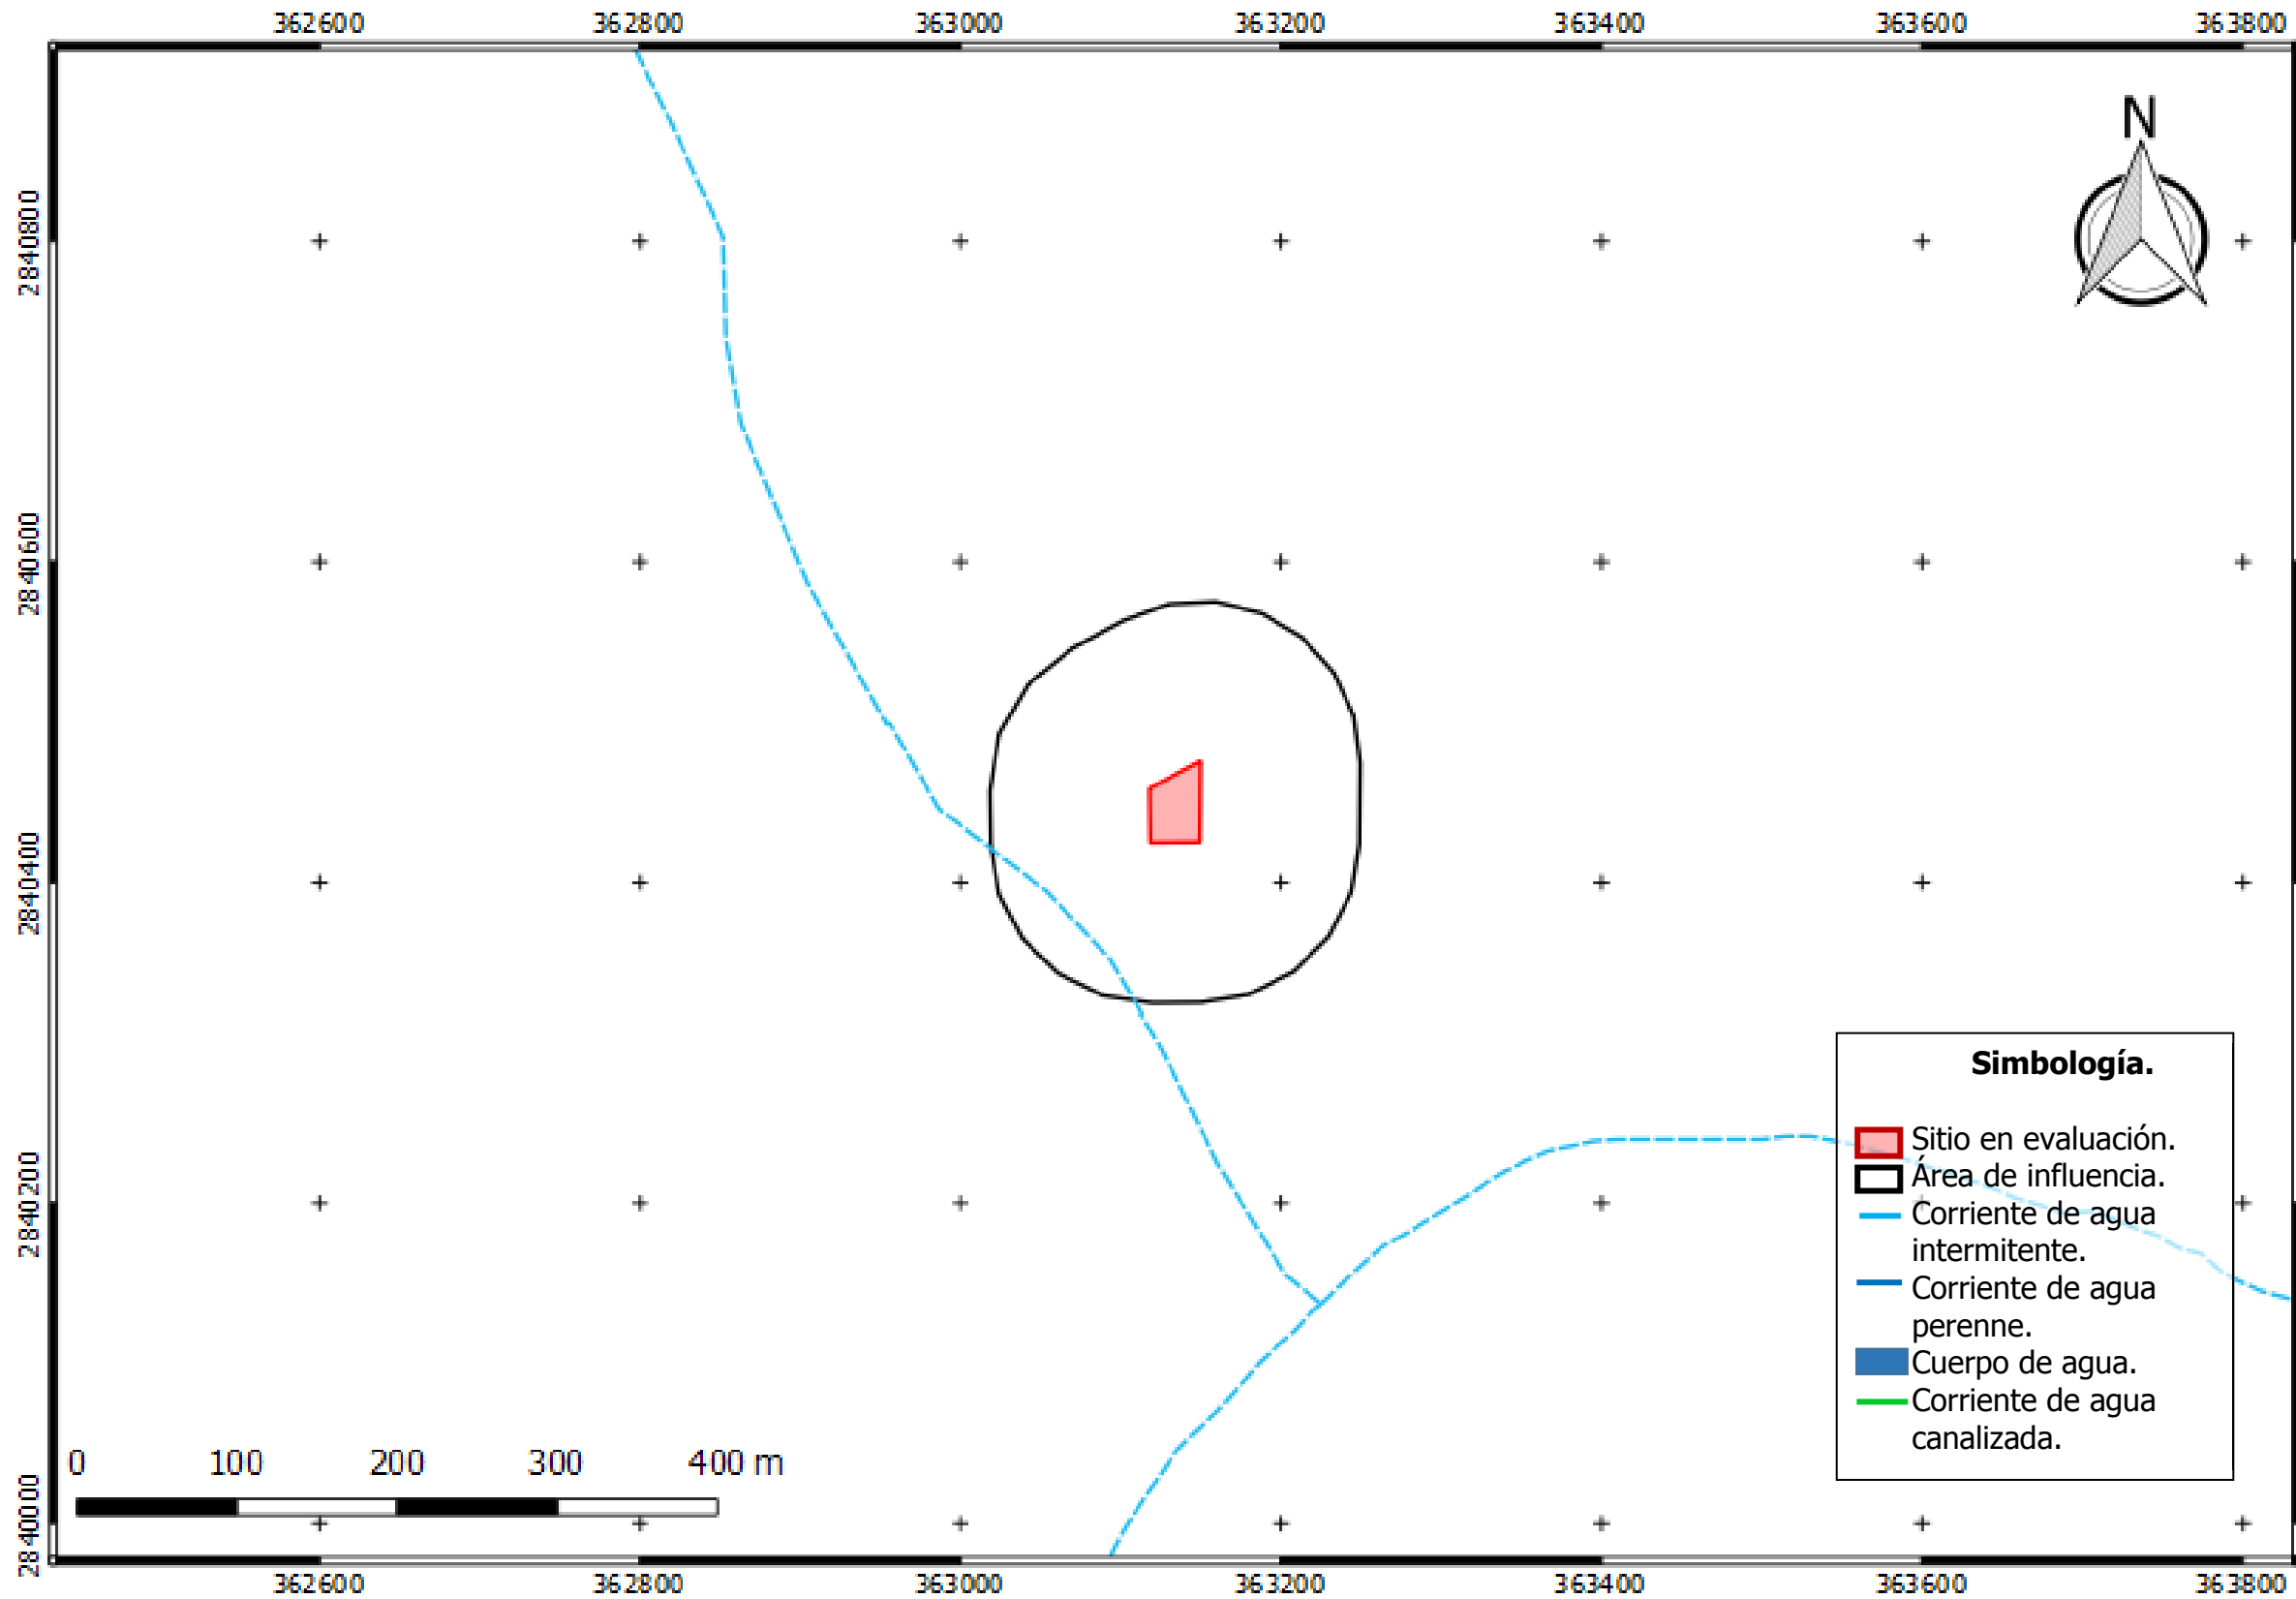 362600 362800 363000 363200 363400 363600 363800
N
2840800
2840600
2840400
2840200
2840000
Simbología.
Sitio en evaluación.
Área de influencia.
Corriente de agua
intermitente.
Corriente de agua
perenne.
Cuerpo de agua.
Corriente de agua
canalizada.
0 100 200 300 400 m
362600 362800 363000 363200 363400 363600 363800